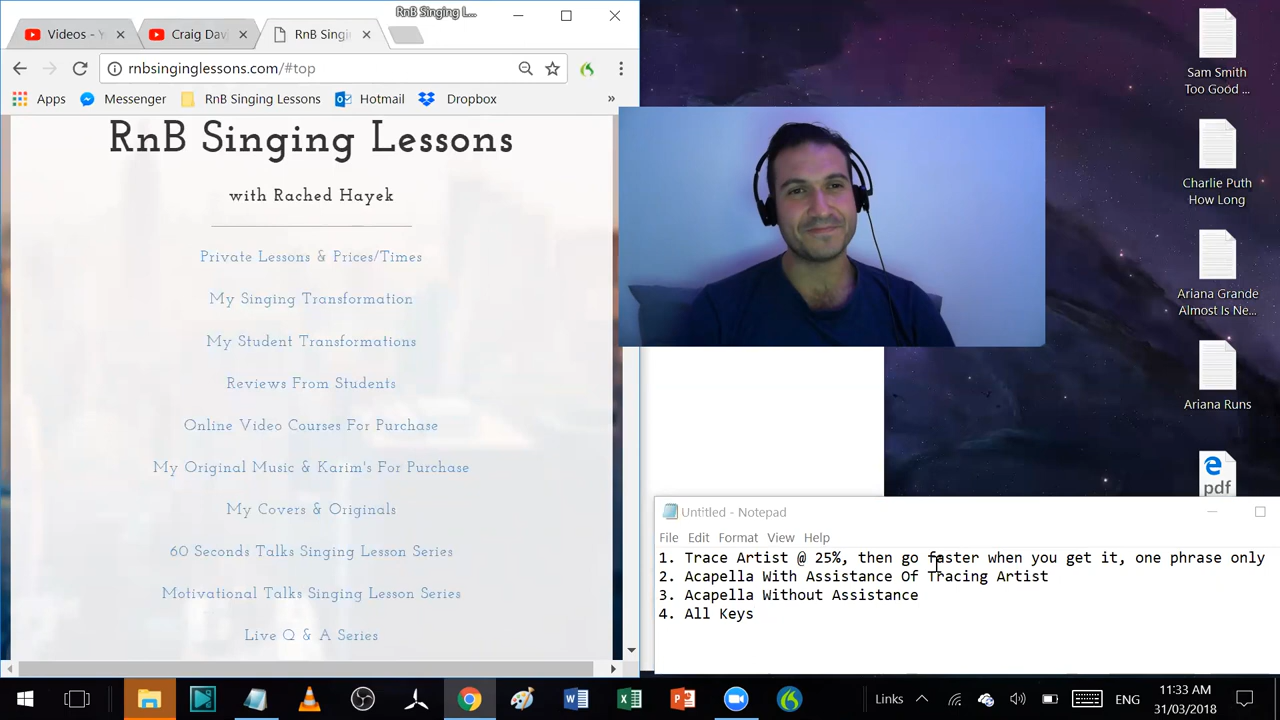 RnB Singing L...
Videos - Y
Craig Dav
RnB Singi
rnbsinginglessons.com/#top
Apps
Messenger
RnB Singing Lessons
Hotmail
Dropbox
»
RnB Singing Lessons
with Rached Hayek
Private Lessons & Prices/Times
My Singing Transformation
My Student Transformations
Reviews From Students
Online Video Courses For Purchase
My Original Music & Karim's For Purchase
My Covers & Originals
60 Seconds Talks Singing Lesson Series
Motivational Talks Singing Lesson Series
Live Q & A Series
Sam Smith
Too Good ...
Charlie Puth
How Long
Ariana Grande
Almost Is Ne...
Ariana Runs
pdf
Untitled - Notepad
File Edit Format View Help
1. Trace Artist @ 25%, then go faster when you get it, one phrase only
2. Acapella With Assistance Of Tracing Artist
3. Acapella Without Assistance
4. All Keys
Links
ENG
11:33 AM
31/03/2018